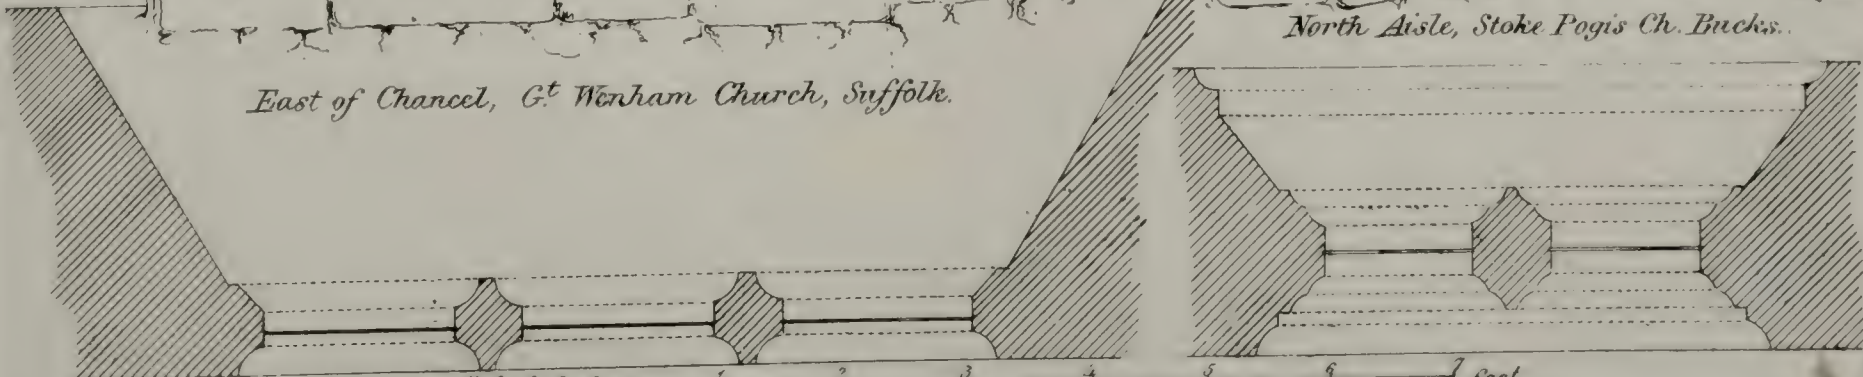 North Aisle, Stoke Pogis Ch. Bucks.
East of Chancel, G.t Wenham Church, Suffolk.
1 2 3 4 5 6 7 feet